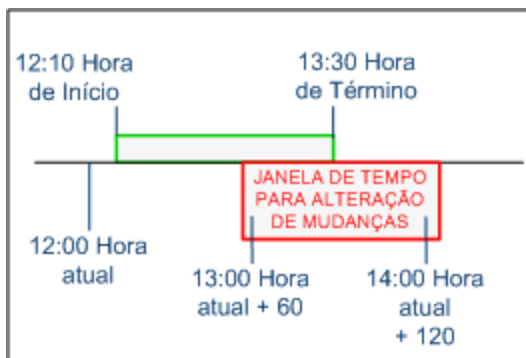 12:10 Hora
de Início
13:30 Hora
de Término
JANELA DE TEMPO
PARA ALTERAÇÃO
DE MUDANÇAS
12:00 Hora
atual
13:00 Hora
atual + 60
14:00 Hora
atual
+ 120